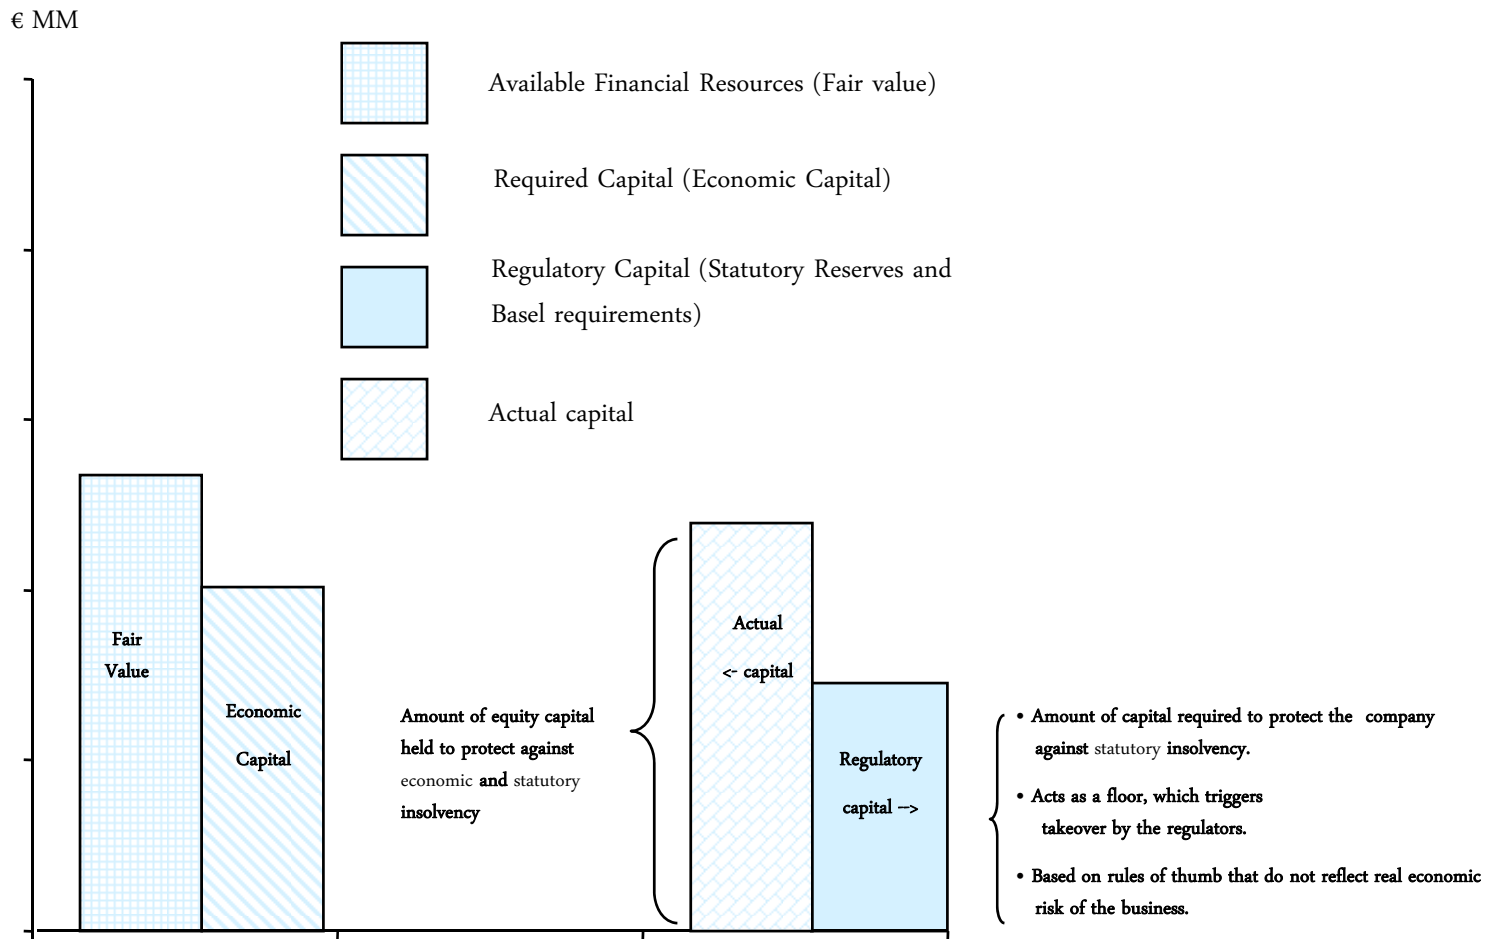 € MM
Available Financial Resources (Fair value)
Required Capital (Economic Capital)
Regulatory Capital (Statutory Reserves and
Basel requirements)
Actual capital
Fair
Value
Economic
Capital
Amount of equity capital
held to protect against
economic and statutory
insolvency
Actual
<- capital
Regulatory
capital -->
• Amount of capital required to protect the company
against statutory insolvency.
• Acts as a floor, which triggers
takeover by the regulators.
• Based on rules of thumb that do not reflect real economic
risk of the business.